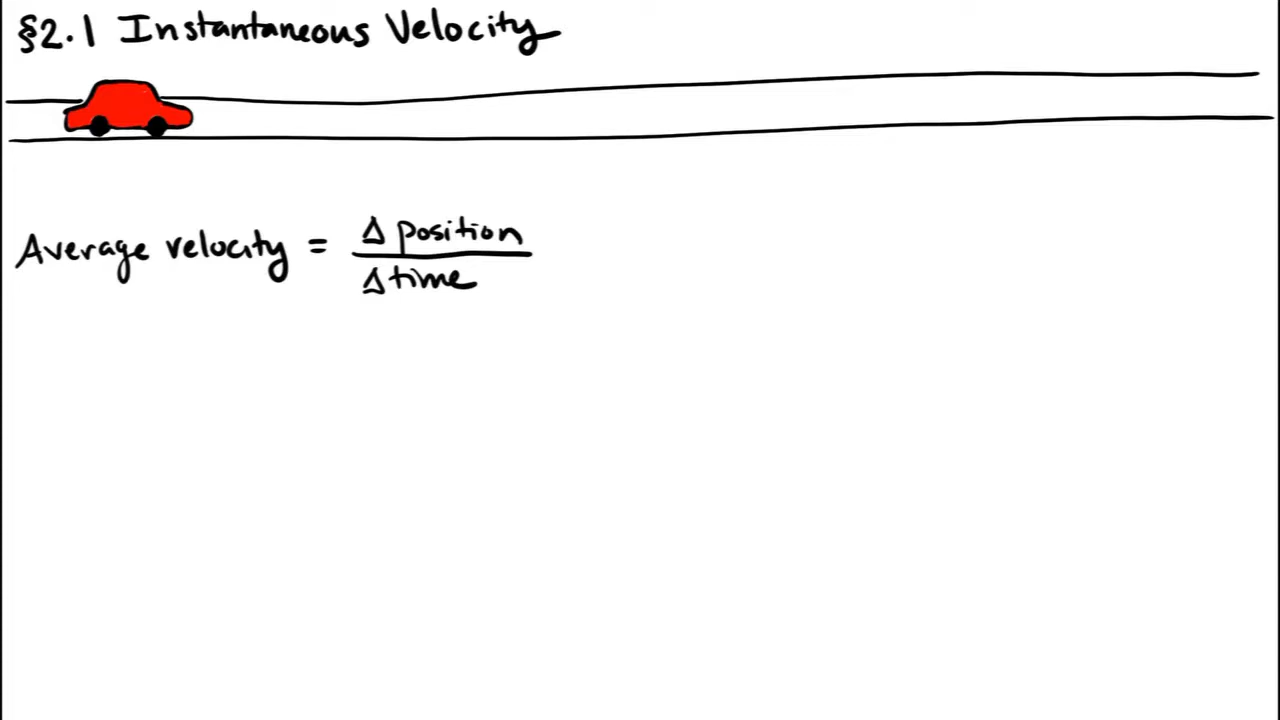 §2.1 Instantaneous Velocity
Average velocity = Δ position / Δ time